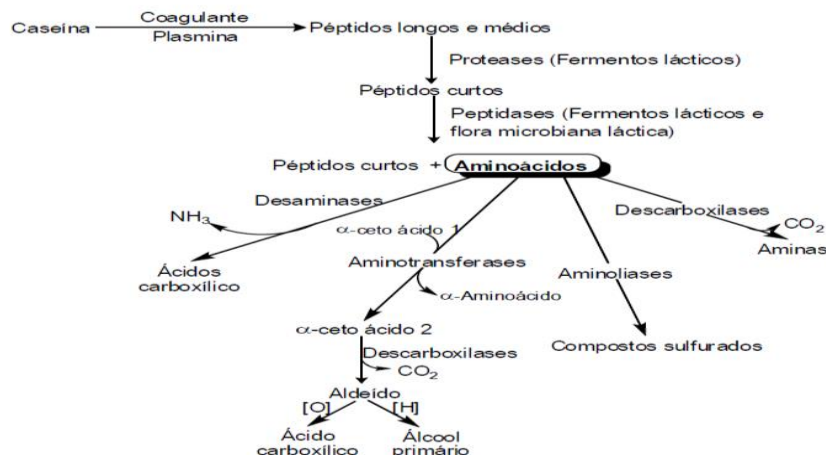 Coagulante
Caseína
Péptidos longos e médios
Plasmina
Proteases (Fermentos lácticos)
Péptidos curtos
Peptidases (Fermentos lácticos e
flora microbiana láctica)
Péptidos curtos + Aminoácidos
Desaminases
Descarboxilases
NH3
CO2
α-ceto ácido 1
Aminas
Ácidos
carboxílico
Aminotransferases
Aminoliases
α-Aminoácido
α-ceto ácido 2
Compostos sulfurados
Descarboxilases
CO2
Aldeído
[O]
[H]
Ácido
carboxílico
Álcool
primário